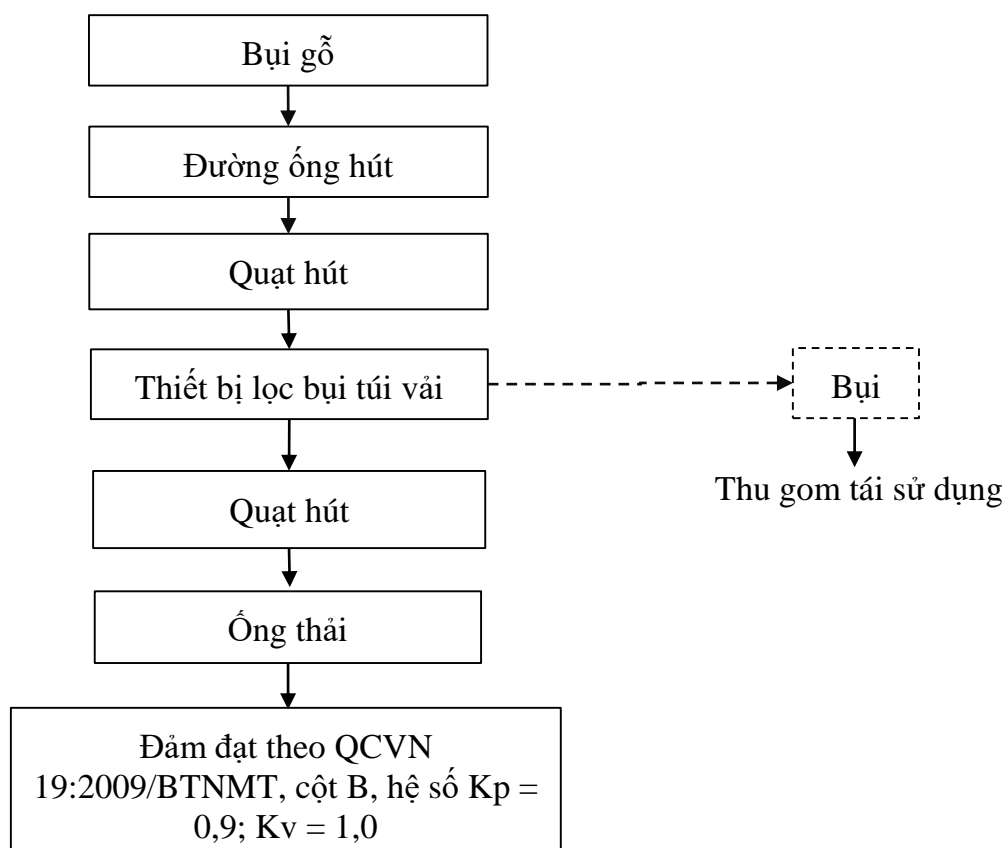 Bụi gỗ
Đường ống hút
Quạt hút
Thiết bị lọc bụi túi vải
Bụi
Thu gom tái sử dụng
Quạt hút
Ống thải
Đảm đạt theo QCVN
19:2009/BTNMT, cột B, hệ số Kp =
0,9; Kv = 1,0